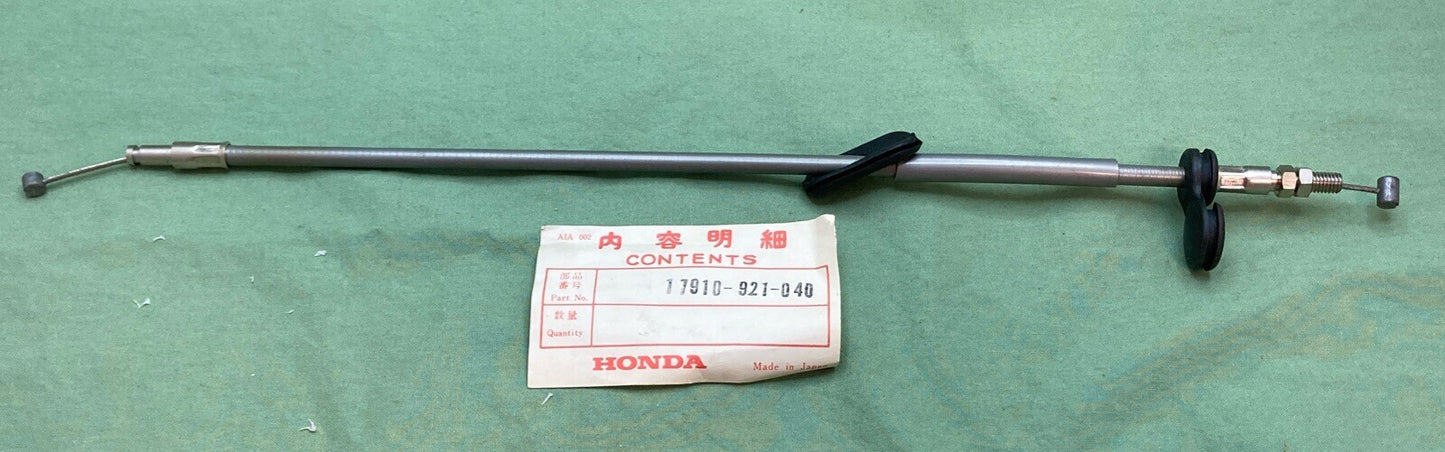 AIA 002 内容明細
CONTENTS
部品
番号
Part No. 17910-921-040
数量
Quantity
HONDA Made in Japan